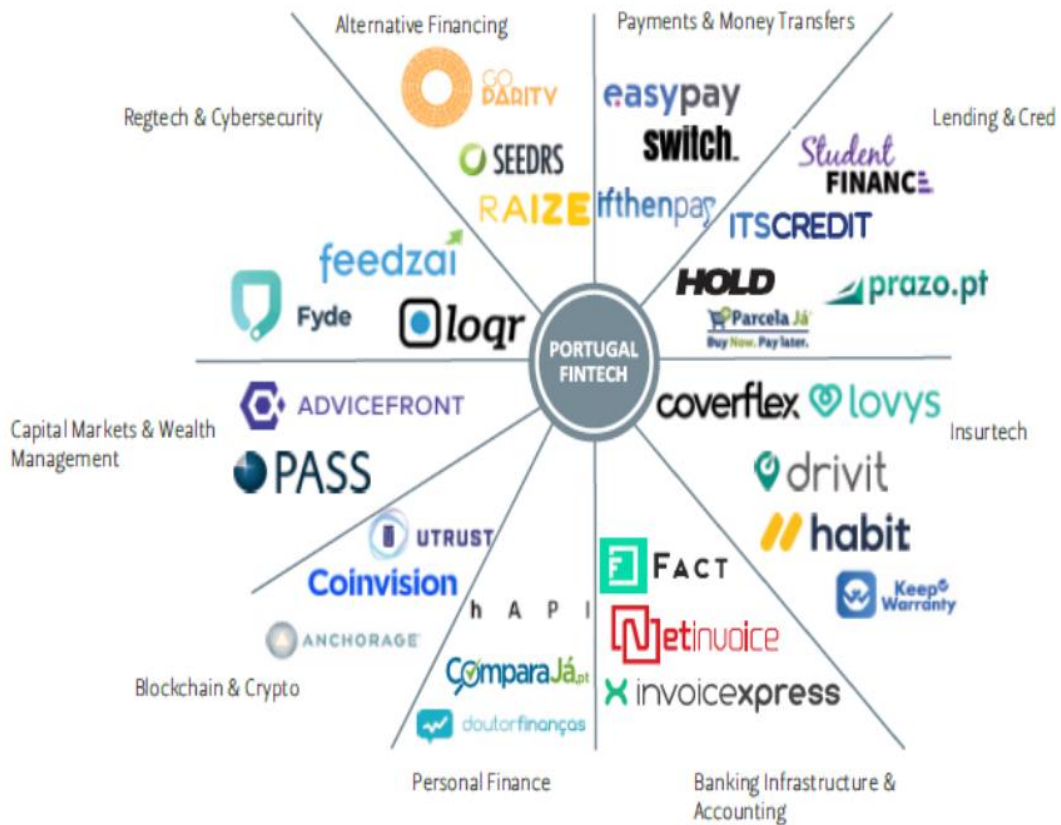 Alternative Financing
Payments & Money Transfers
GO
PARITY
easypay
Regtech & Cybersecurity
Lending & Cred
SWITCH.
SEEDRS
Student
FINANCE
RAIZE
ifthenpay
ITSCREDIT
feedzai
HOLD
prazo.pt
Fyde
loqr
Parcela Já
Buy Now. Pay later.
PORTUGAL
FINTECH
ADVICEFRONT
coverflex
lovys
Capital Markets & Wealth
Management
Insurtech
PASS
drivit
UTRUST
habit
Coinvision
FACT
Keep
Warranty
hAPI
ANCHORAGE
Netinvoice
ComparaJá.pt
Blockchain & Crypto
invoicexpress
doutorfinanças
Personal Finance
Banking Infrastructure &
Accounting